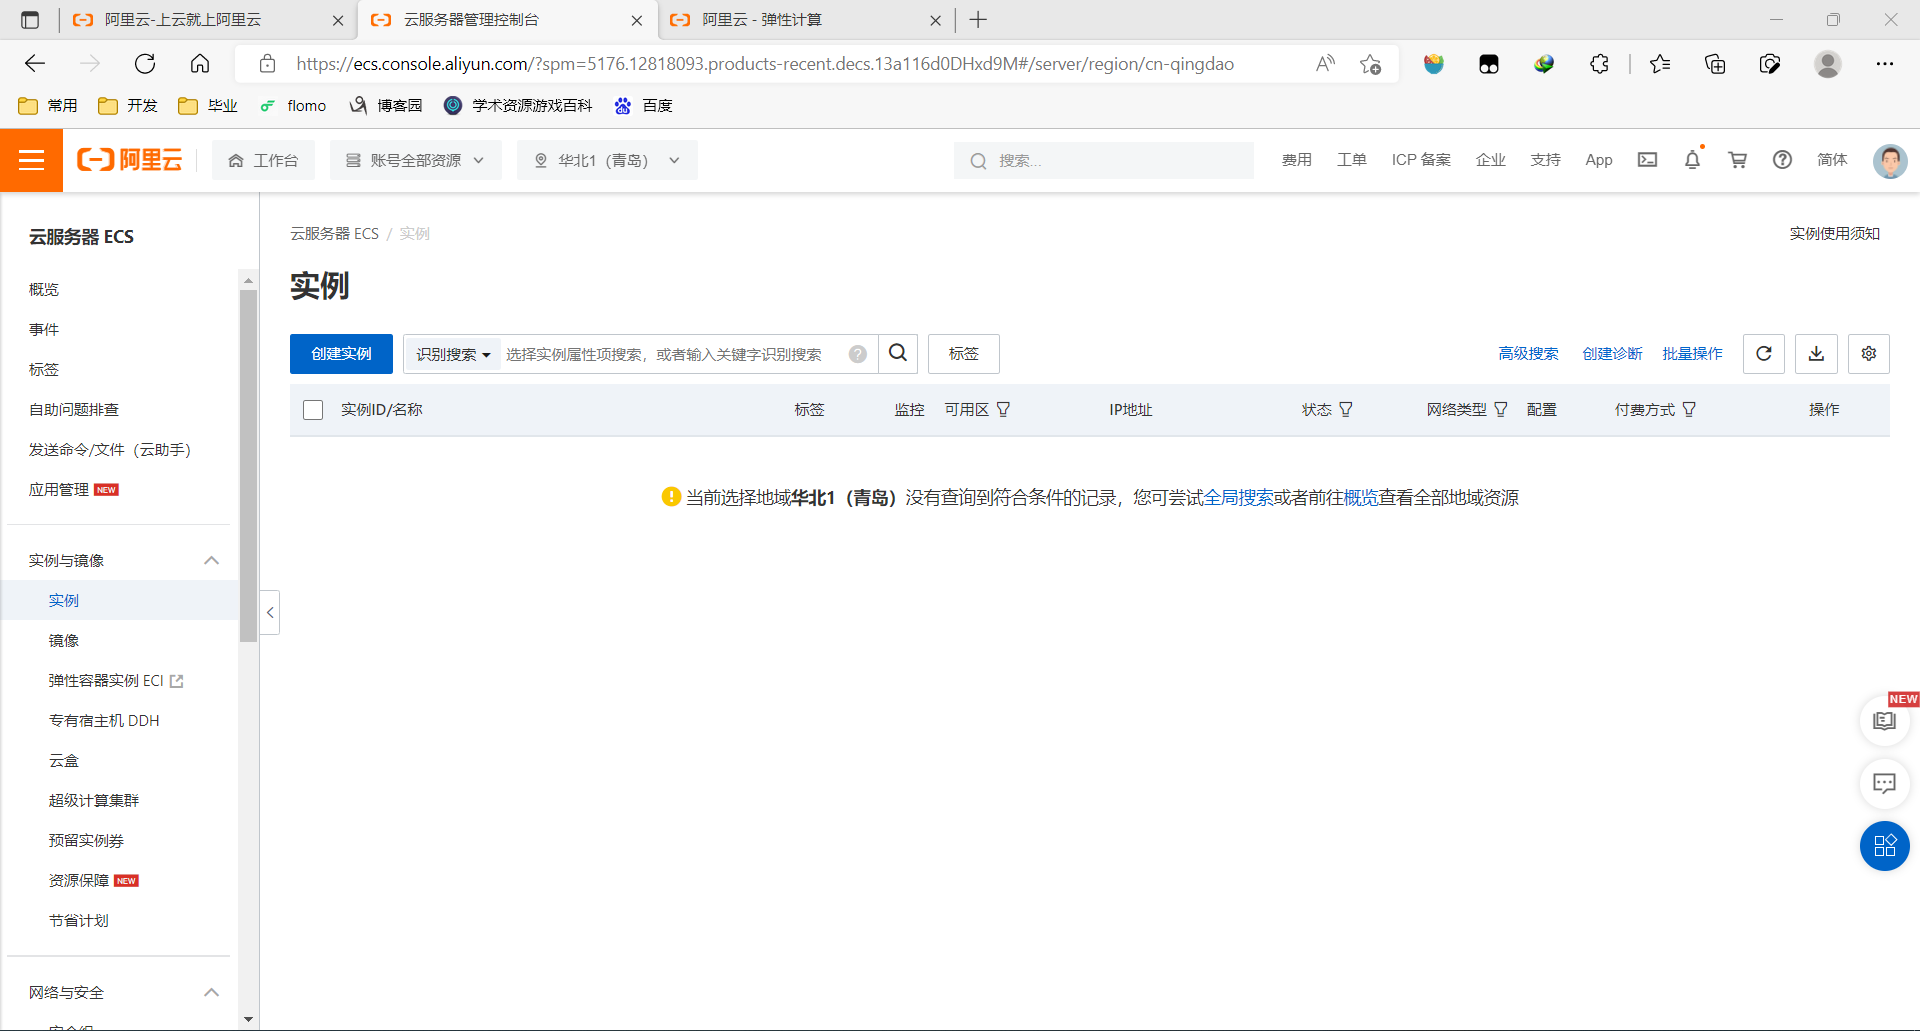 阿里云-上云就上阿里云
云服务器管理控制台
阿里云 - 弹性计算
https://ecs.console.aliyun.com/?spm=5176.12818093.products-recent.decs.13a116d0DHxd9M#/server/region/cn-qingdao
常用 开发 毕业 flomo 博客园 学术资源游戏百科 百度
阿里云 工作台 账号全部资源 华北1（青岛） 搜索... 费用 工单 ICP 备案 企业 支持 App 简体
云服务器 ECS
概览
事件
标签
自助问题排查
发送命令/文件（云助手）
应用管理 NEW
实例与镜像
实例
镜像
弹性容器实例 ECI
专有宿主机 DDH
云盒
超级计算集群
预留实例券
资源保障 NEW
节省计划
网络与安全
安全组
云服务器 ECS / 实例
实例使用须知
实例
创建实例 识别搜索 选择实例属性项搜索，或者输入关键字识别搜索 标签 高级搜索 创建诊断 批量操作
实例ID/名称 标签 监控 可用区 IP地址 状态 网络类型 配置 付费方式 操作
当前选择地域华北1（青岛）没有查询到符合条件的记录，您可尝试全局搜索或者前往概览查看全部地域资源
NEW